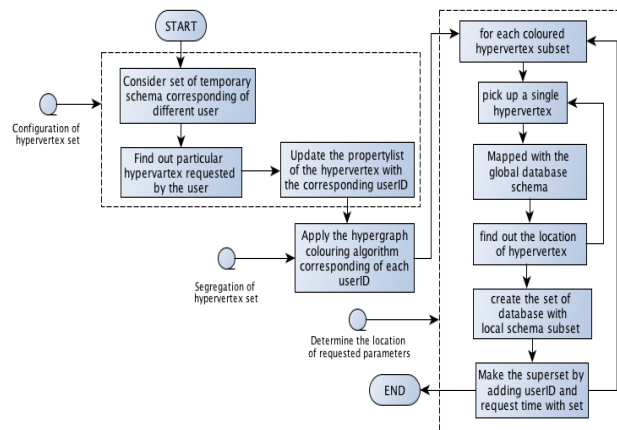 START
Consider set of temporary
schema corresponding of
different user
Configuration of
hypervertex set
Find out particular
hypervartex requested
by the user
Update the propertylist
of the hypervertex with
the corresponding userID
Apply the hypergraph
colouring algorithm
corresponding of each
userID
Segregation of
hypervertex set
for each coloured
hypervertex subset
pick up a single
hypervertex
Mapped with the
global database
schema
find out the location
of hypervertex
create the set of
database with
local schema subset
Determine the location
of requested parameters
Make the superset by
adding userID and
request time with set
END